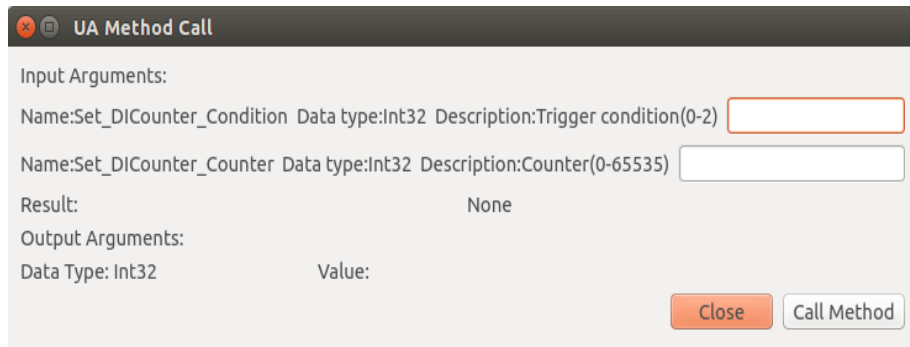 UA Method Call
Input Arguments:
Name:Set_DICounter_Condition Data type:Int32 Description:Trigger condition(0-2)
Name:Set_DICounter_Counter Data type:Int32 Description:Counter(0-65535)
Result: None
Output Arguments:
Data Type: Int32 Value:
Close Call Method